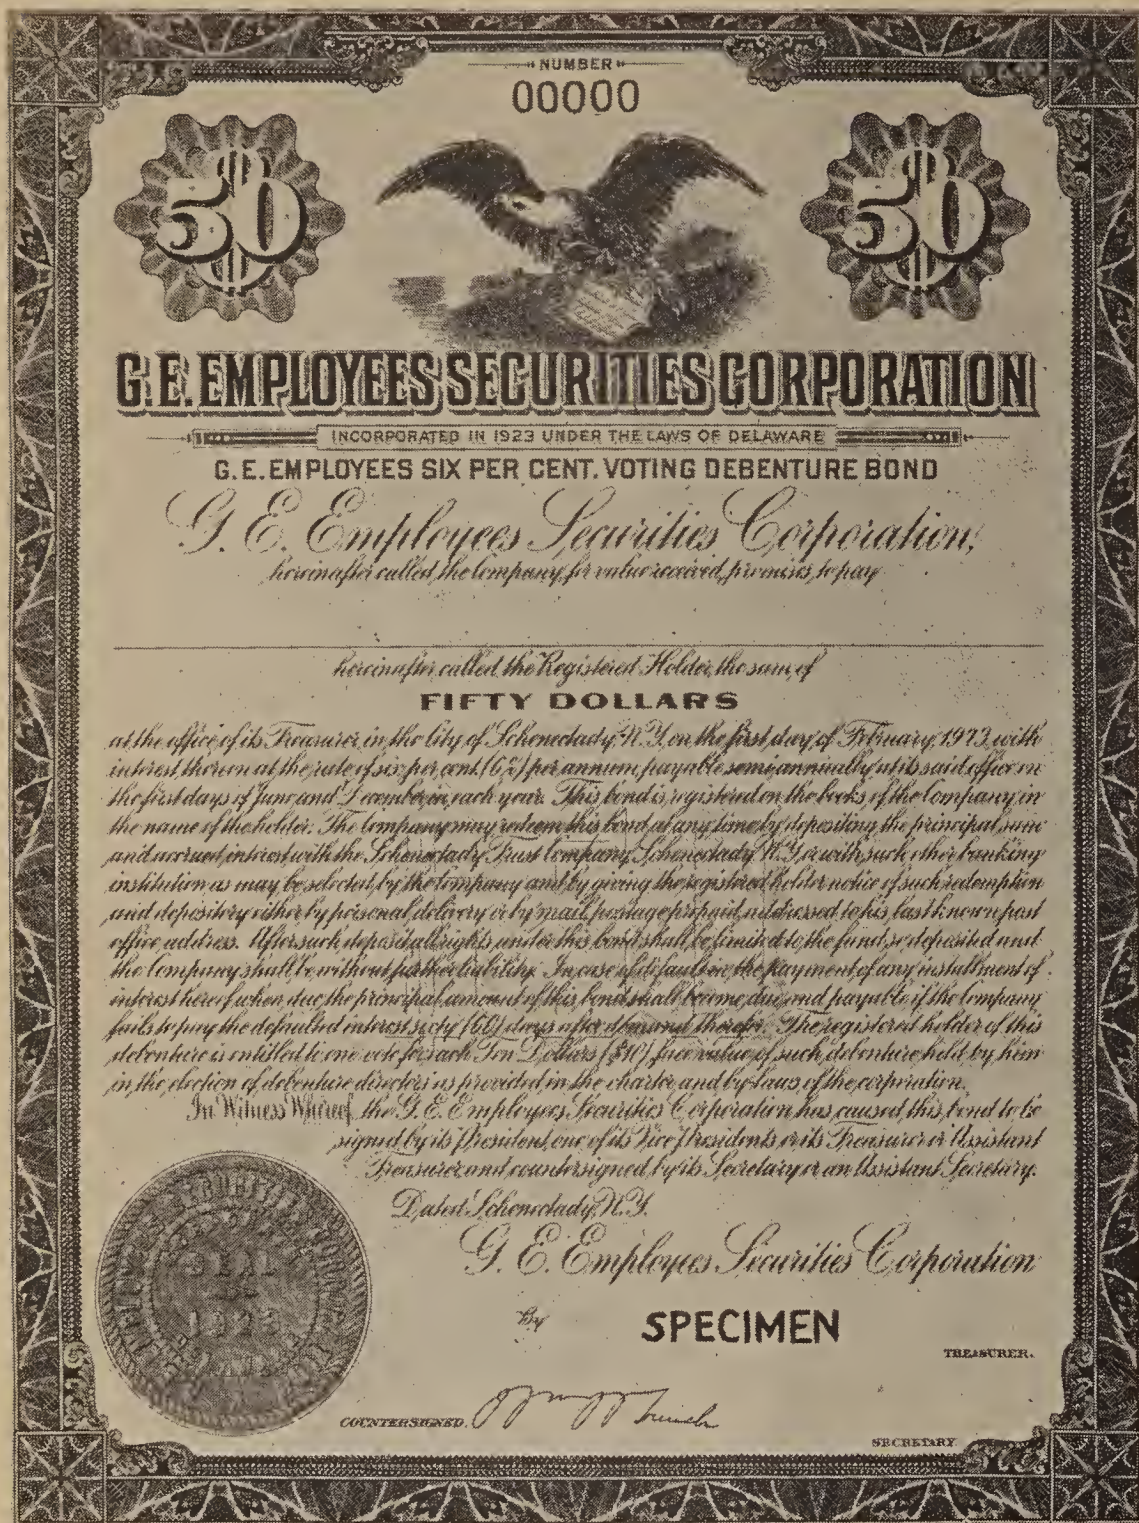 NUMBER
00000
50 50
G.E. EMPLOYEES SECURITIES CORPORATION
INCORPORATED IN 1923 UNDER THE LAWS OF DELAWARE
G.E. EMPLOYEES SIX PER CENT. VOTING DEBENTURE BOND
G. E. Employees Securities Corporation,
hereinafter called the Company, for value received, promises to pay
hereinafter called the Registered Holder, the sum of
FIFTY DOLLARS
at the office of its Treasurer, in the City of Schenectady, N.Y., on the first day of February, 1973, with
interest thereon at the rate of six per cent. (6%) per annum, payable semi annually at its said office on
the first days of June and December in each year. This bond is registered on the books of the Company in
the name of the holder. The Company may redeem this bond at any time by depositing the principal sum
and accrued interest with the Schenectady Trust Company, Schenectady, N.Y., or with such other banking
institution as may be selected by the Company and by giving the registered holder notice of such redemption
and depository either by personal delivery or by mail, postage prepaid, addressed to his last known post
office address. After such deposit all rights under this bond shall be limited to the fund so deposited and
the Company shall be without further liability. In case of default in the payment of any installment of
interest hereof when due, the principal amount of this bond shall become due and payable if the Company
fails to pay the defaulted interest sixty (60) days after demand therefor. The registered holder of this
debenture is entitled to one vote for each Ten Dollars ($10) face value of such debenture held by him
in the election of debenture directors as provided in the charter and by-laws of the corporation.
In Witness Whereof, the G. E. Employees Securities Corporation has caused this bond to be
signed by its President, one of its Vice Presidents or its Treasurer or Assistant
Treasurer and countersigned by its Secretary or an Assistant Secretary.
Dated Schenectady, N.Y.
G. E. Employees Securities Corporation
SEAL
1923
By SPECIMEN
TREASURER.
COUNTERSIGNED.
SECRETARY.